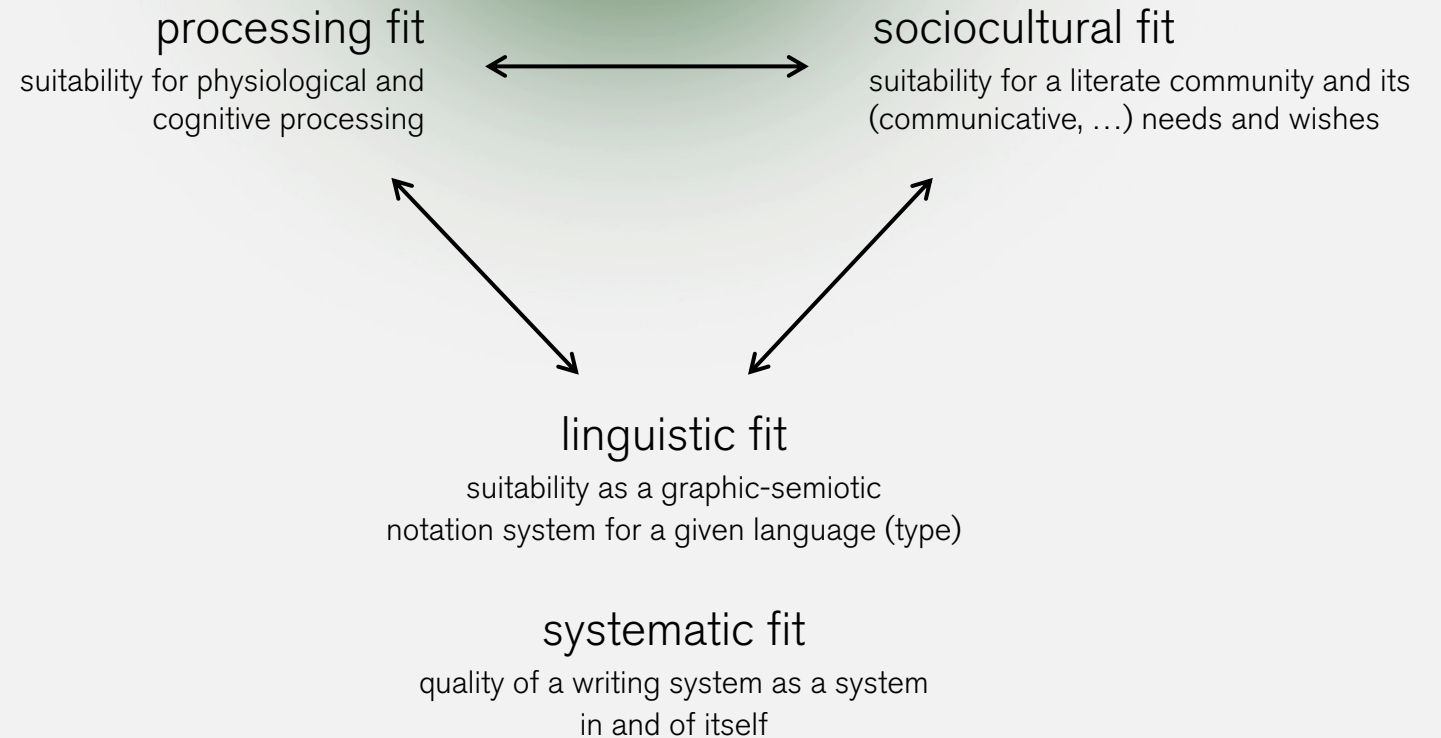 processing fit
suitability for physiological and
cognitive processing
sociocultural fit
suitability for a literate community and its
(communicative, …) needs and wishes
linguistic fit
suitability as a graphic-semiotic
notation system for a given language (type)
systematic fit
quality of a writing system as a system
in and of itself